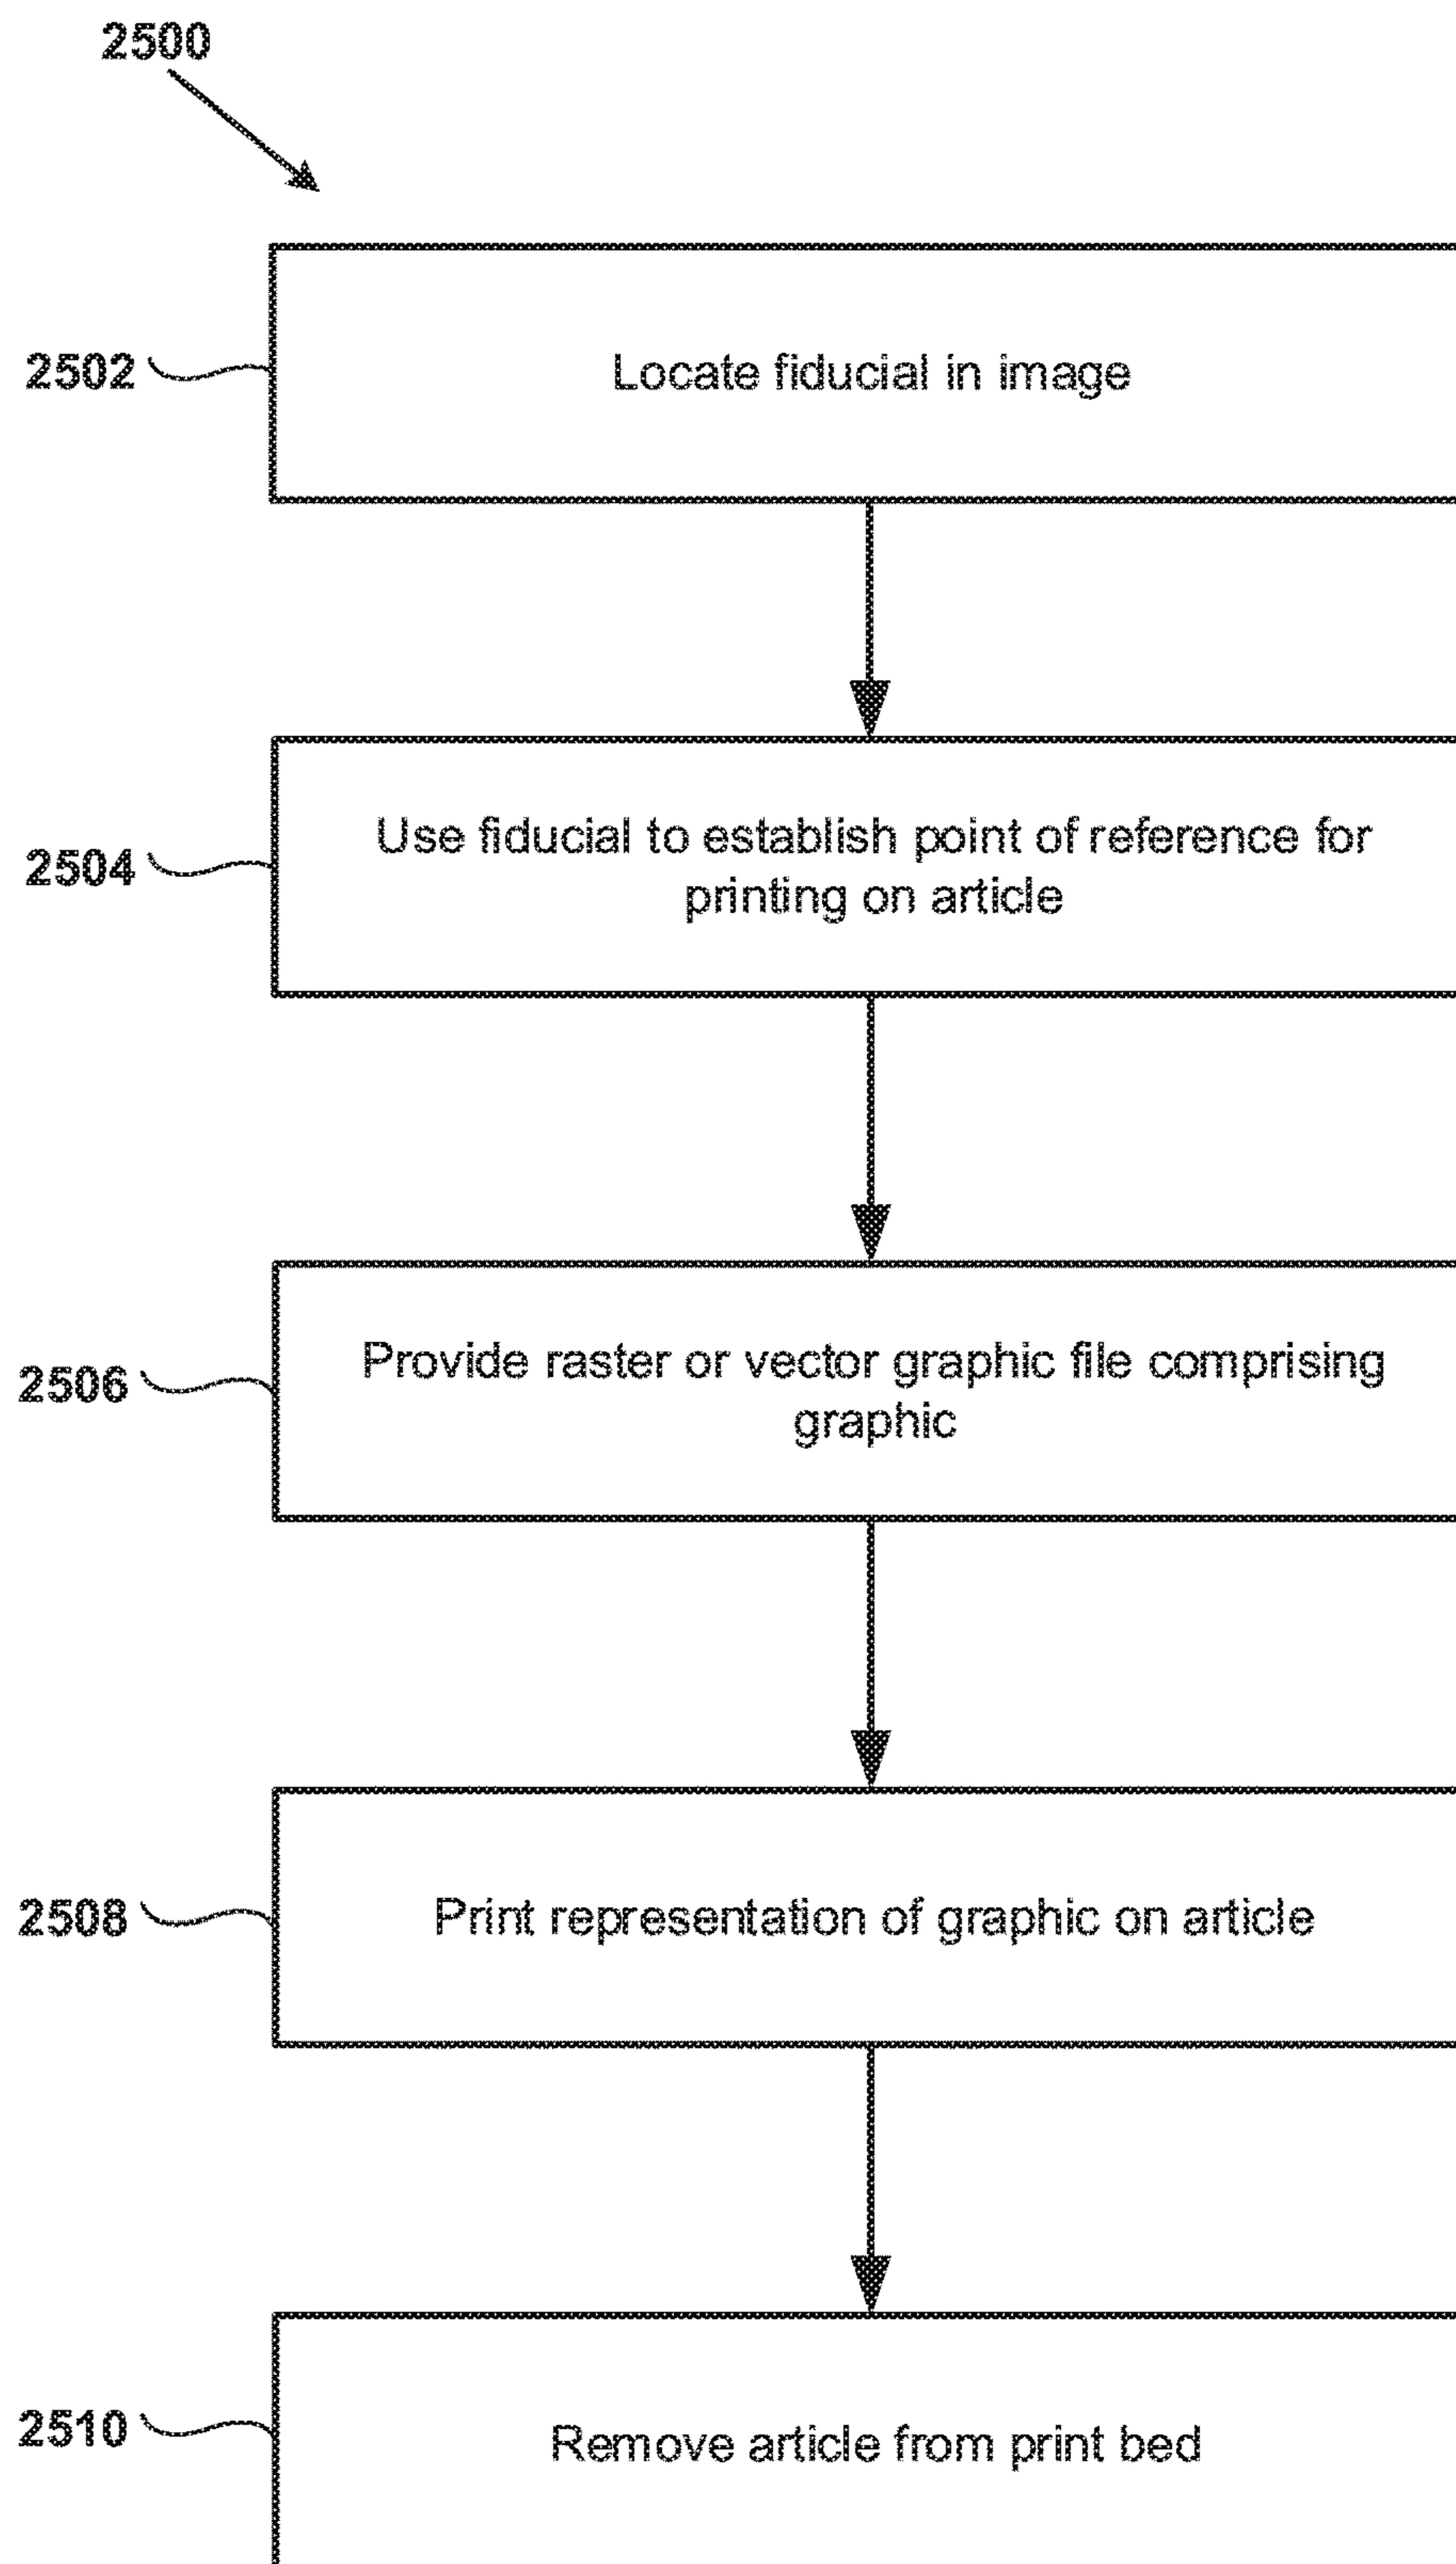 2500
2502
Locate fiducial in image
2504
Use fiducial to establish point of reference for
printing on article
2506
Provide raster or vector graphic file comprising
graphic
2508
Print representation of graphic on article
2510
Remove article from print bed